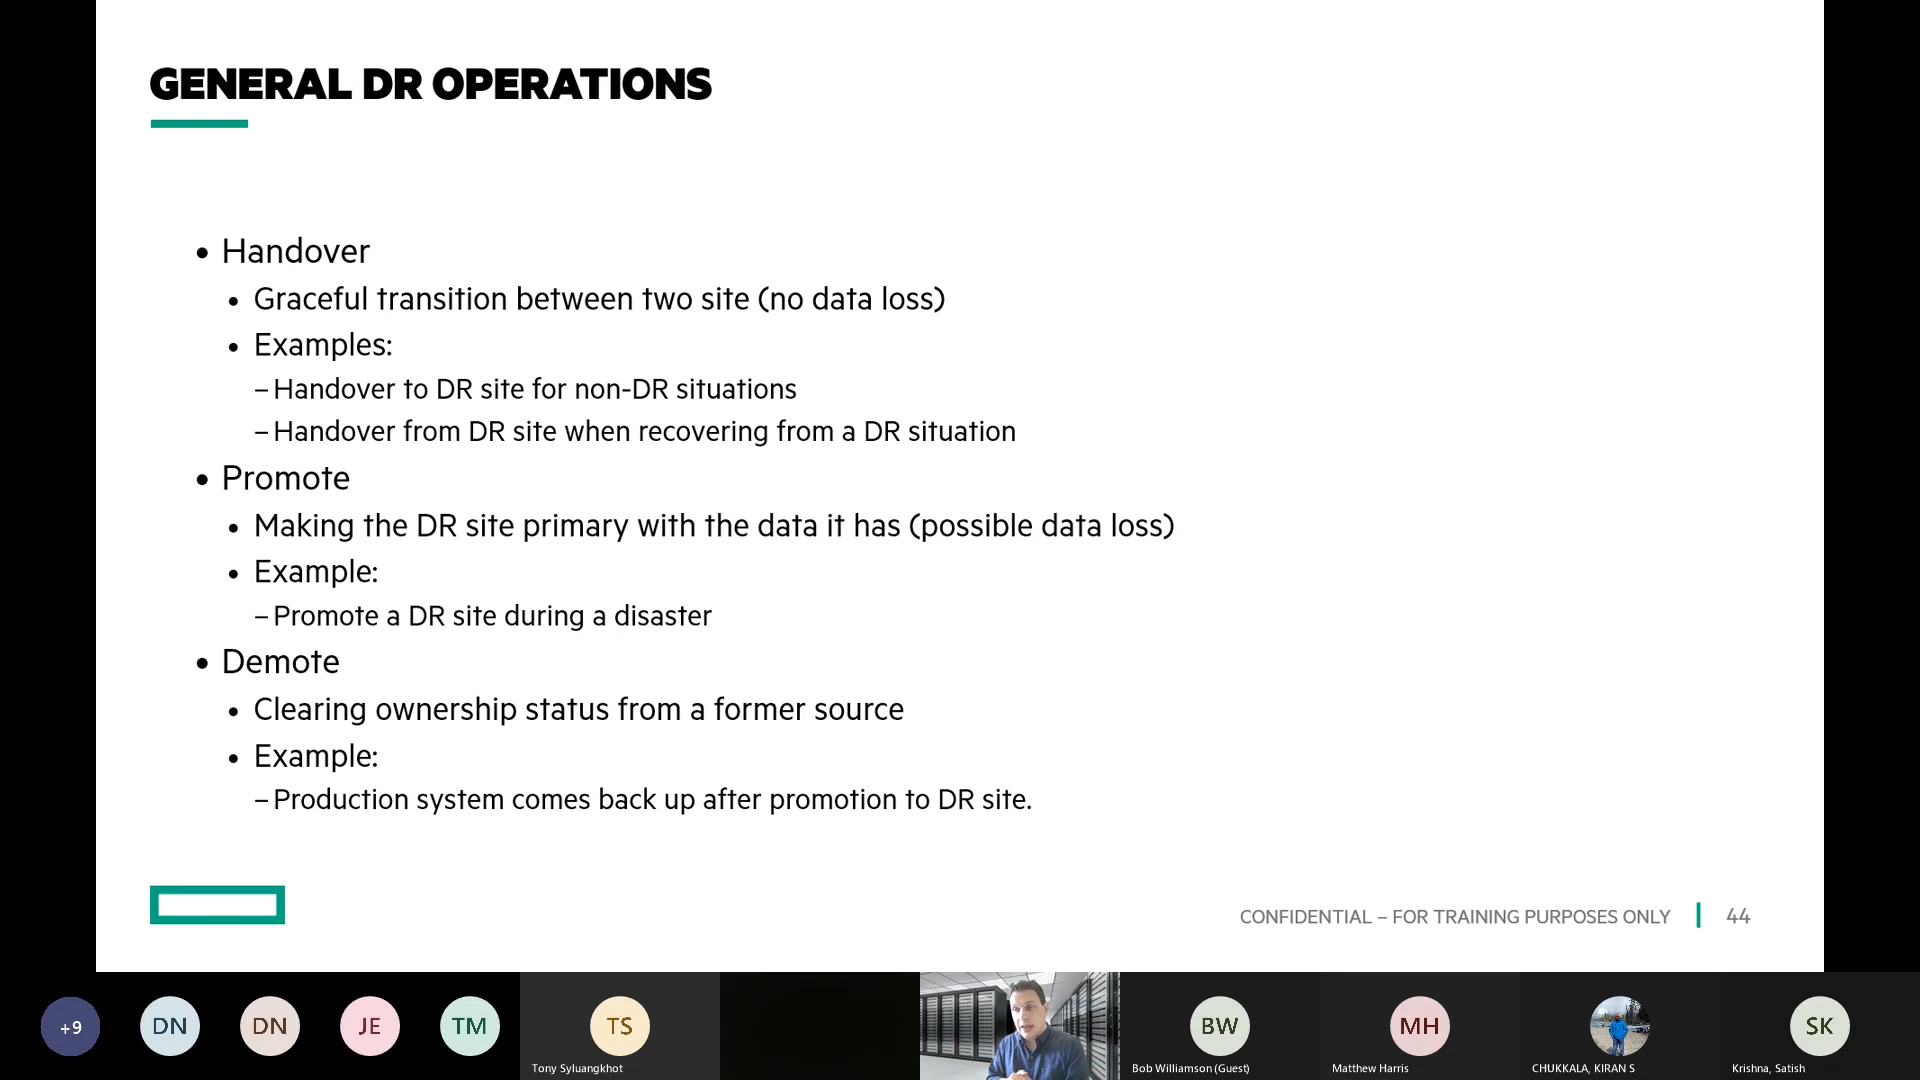 GENERAL DR OPERATIONS
• Handover
• Graceful transition between two site (no data loss)
• Examples:
– Handover to DR site for non-DR situations
– Handover from DR site when recovering from a DR situation
• Promote
• Making the DR site primary with the data it has (possible data loss)
• Example:
– Promote a DR site during a disaster
• Demote
• Clearing ownership status from a former source
• Example:
– Production system comes back up after promotion to DR site.
CONFIDENTIAL – FOR TRAINING PURPOSES ONLY 44
+9 DN DN JE TM TS BW MH SK
Tony Syluangkhot Bob Williamson (Guest) Matthew Harris CHUKKALA, KIRAN S Krishna, Satish